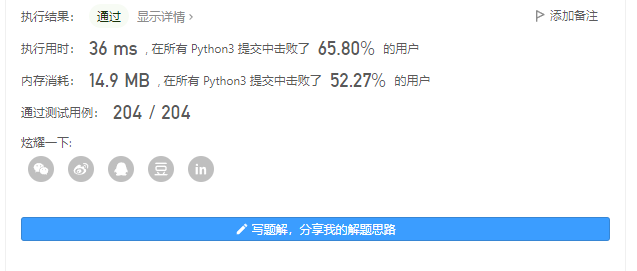 执行结果： 通过 显示详情 › 添加备注
执行用时： 36 ms , 在所有 Python3 提交中击败了 65.80% 的用户
内存消耗： 14.9 MB , 在所有 Python3 提交中击败了 52.27% 的用户
通过测试用例： 204 / 204
炫耀一下:
豆 in
写题解，分享我的解题思路